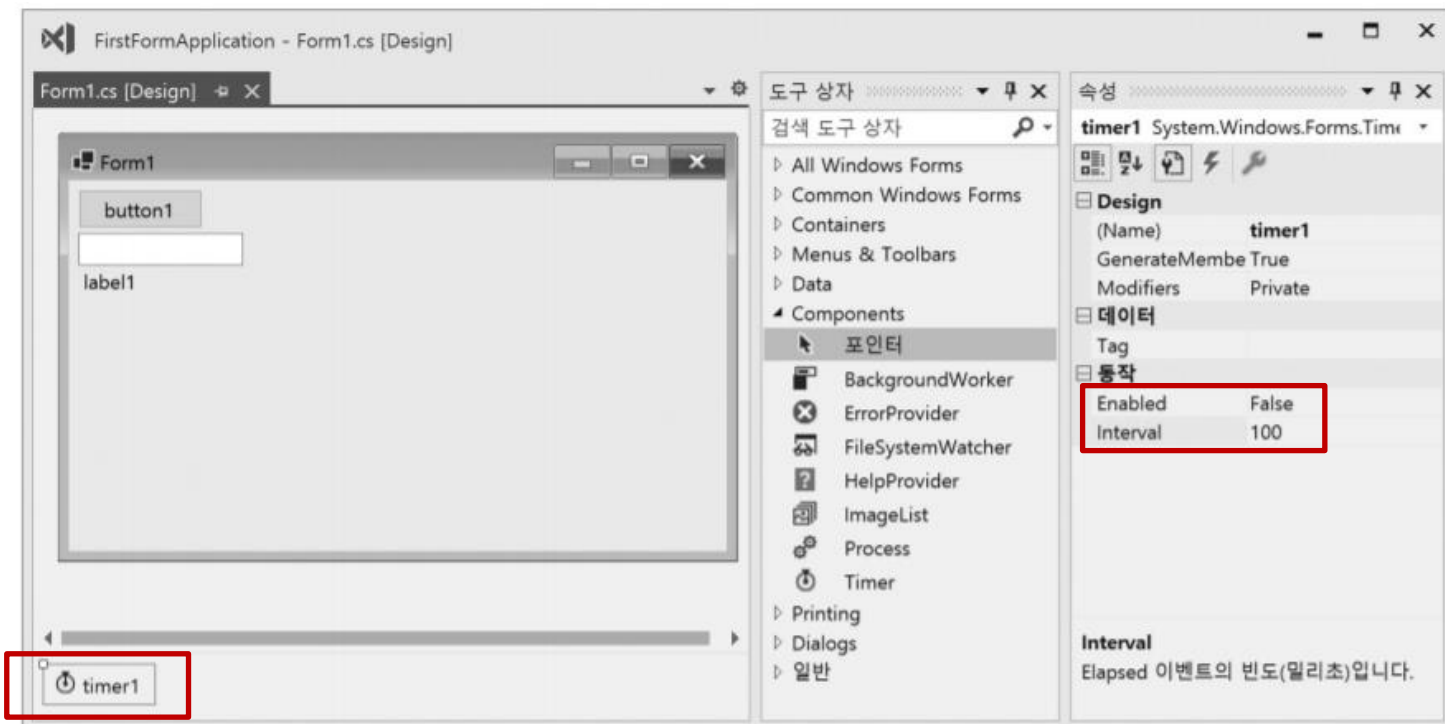 FirstFormApplication - Form1.cs [Design]
Form1.cs [Design]
Form1
button1
label1
timer1
도구 상자
검색 도구 상자
All Windows Forms
Common Windows Forms
Containers
Menus & Toolbars
Data
Components
포인터
BackgroundWorker
ErrorProvider
FileSystemWatcher
HelpProvider
ImageList
Process
Timer
Printing
Dialogs
일반
속성
timer1 System.Windows.Forms.Time
Design
(Name) timer1
GenerateMembe True
Modifiers Private
데이터
Tag
동작
Enabled False
Interval 100
Interval
Elapsed 이벤트의 빈도(밀리초)입니다.